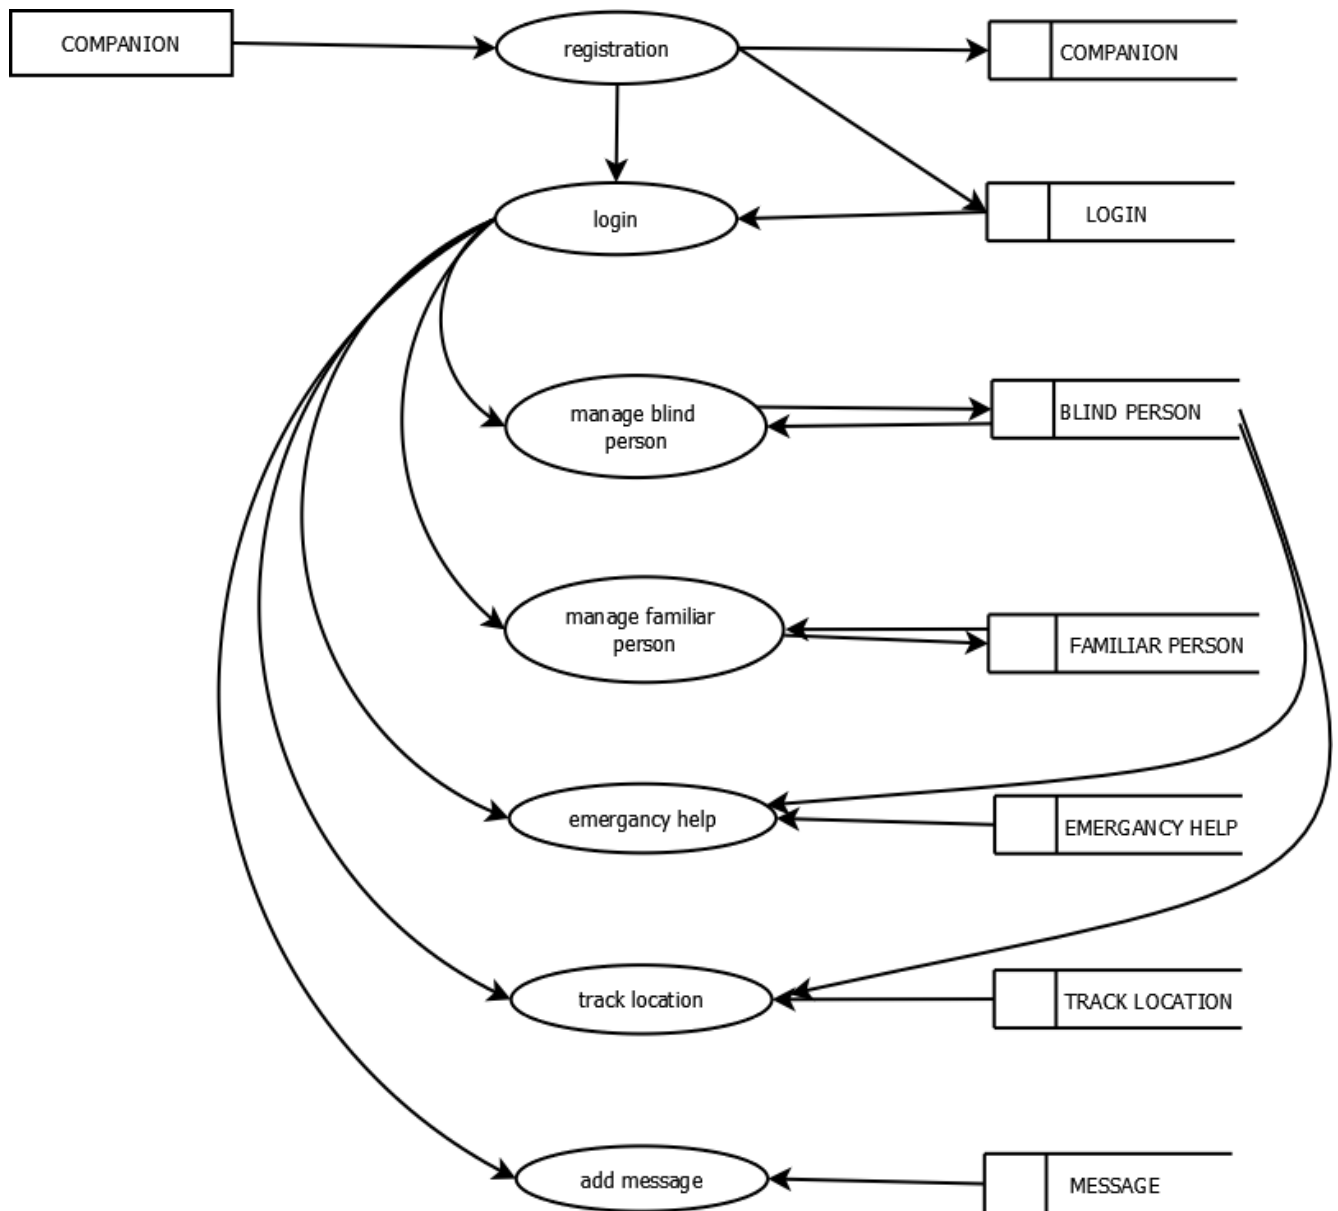 COMPANION
registration
COMPANION
login
LOGIN
manage blind
person
BLIND PERSON
manage familiar
person
FAMILIAR PERSON
emergancy help
EMERGANCY HELP
track location
TRACK LOCATION
add message
MESSAGE